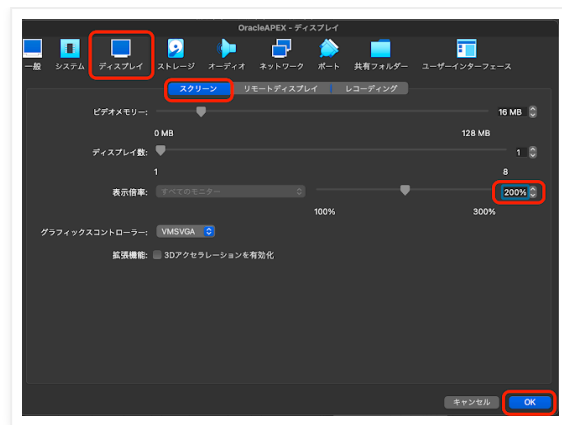 OracleAPEX - ディスプレイ
一般 システム ディスプレイ ストレージ オーディオ ネットワーク ポート 共有フォルダー ユーザーインターフェース
スクリーン リモートディスプレイ レコーディング
ビデオメモリー: 16 MB
0 MB 128 MB
ディスプレイ数: 1
1 8
表示倍率: すべてのモニター 200%
100% 300%
グラフィックスコントローラー: VMSVGA
拡張機能: 3Dアクセラレーションを有効化
キャンセル OK